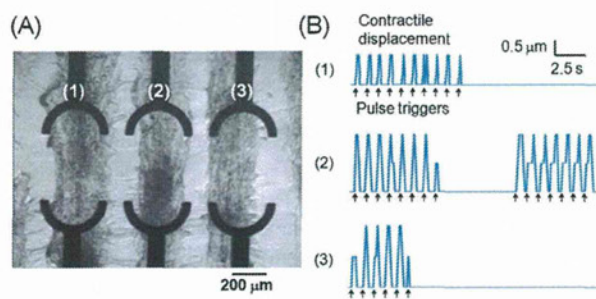 (A)
(1) (2) (3)
200 μm
(B)
Contractile
displacement
0.5 μm
2.5 s
(1)
Pulse triggers
(2)
(3)